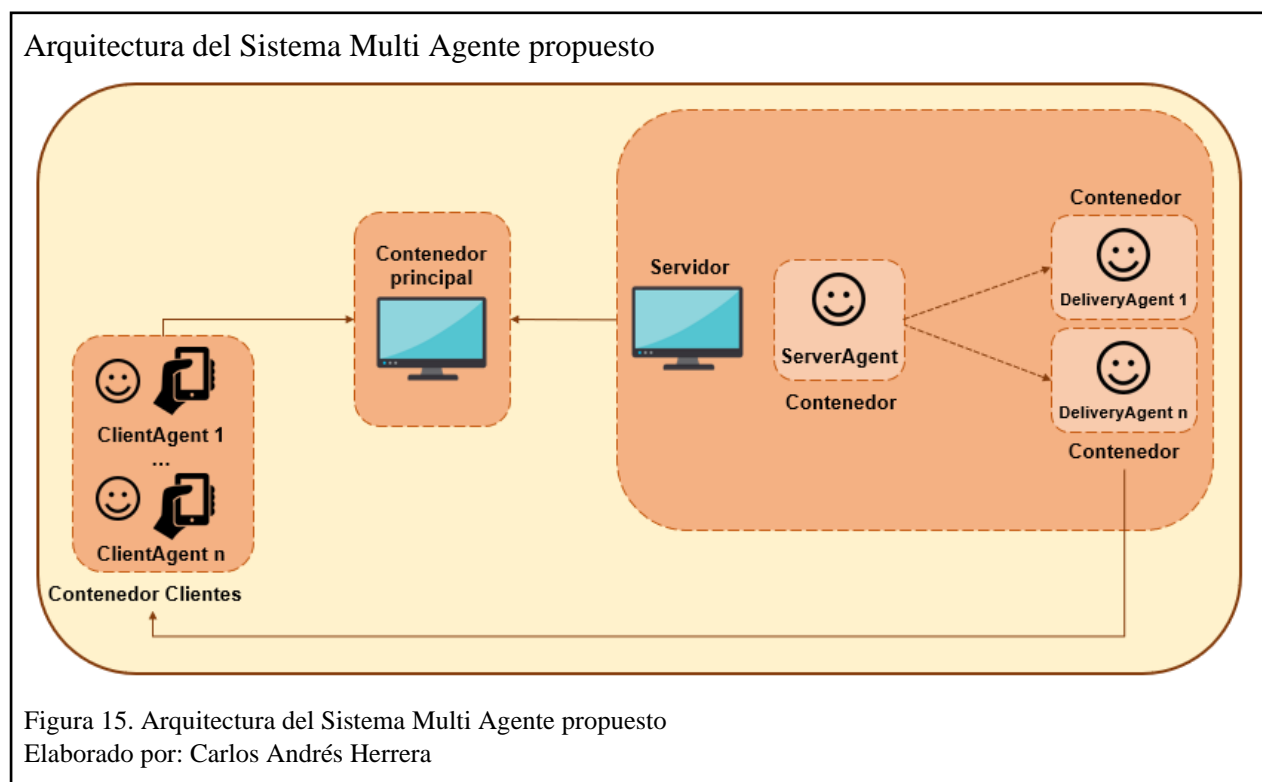 Arquitectura del Sistema Multi Agente propuesto
Contenedor
principal
ClientAgent 1
...
ClientAgent n
Contenedor Clientes
Servidor
ServerAgent
Contenedor
Contenedor
DeliveryAgent 1
DeliveryAgent n
Contenedor
Figura 15. Arquitectura del Sistema Multi Agente propuesto
Elaborado por: Carlos Andrés Herrera